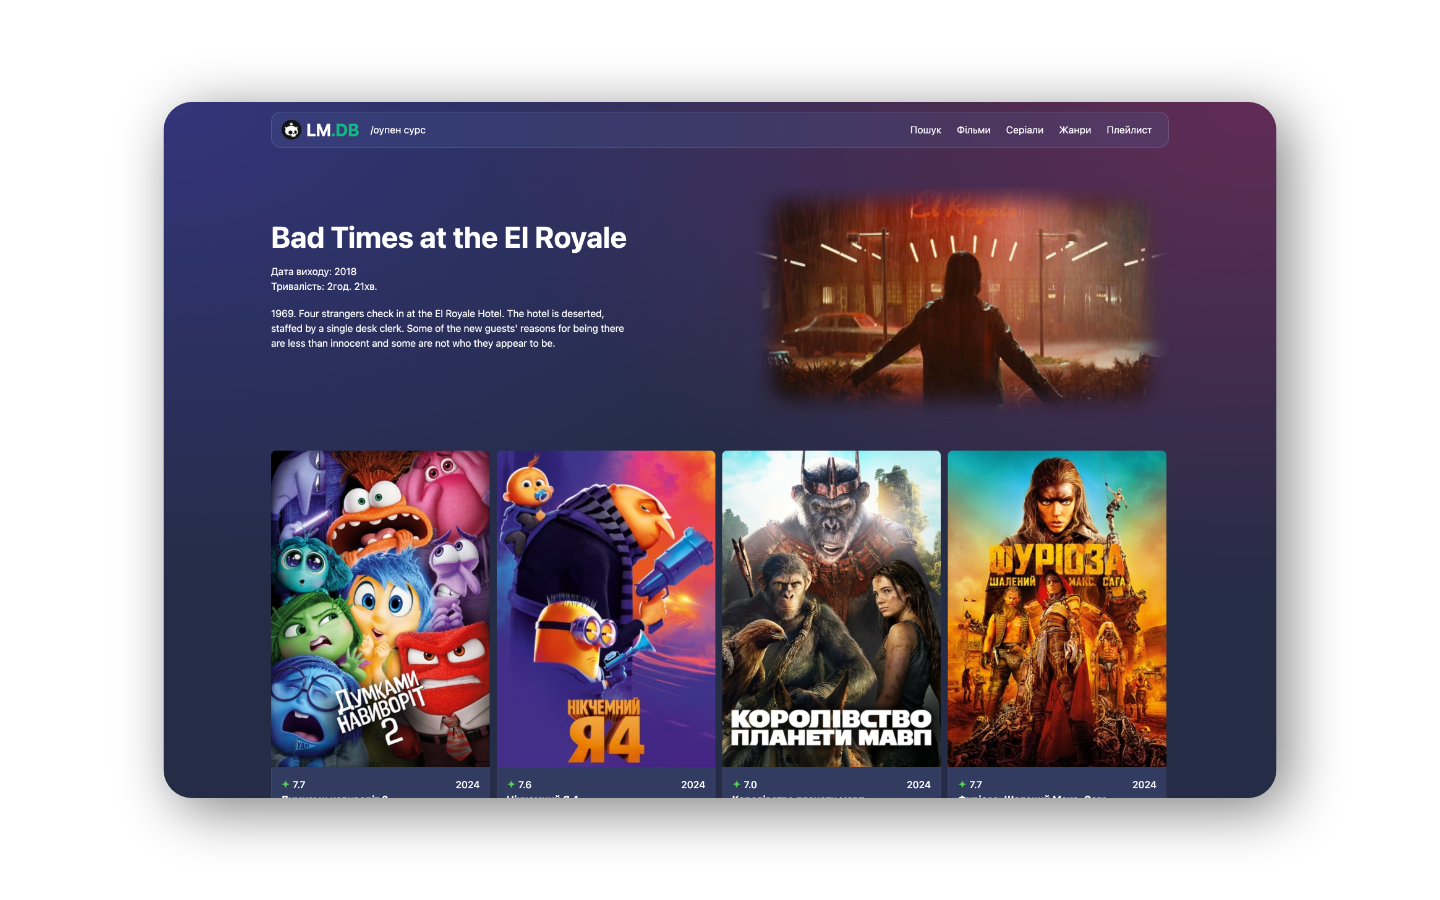 LM.DB /оупен сурс
Пошук Фільми Серіали Жанри Плейлист
El Royale
Bad Times at the El Royale
Дата виходу: 2018
Тривалість: 2год. 21хв.
1969. Four strangers check in at the El Royale Hotel. The hotel is deserted,
staffed by a single desk clerk. Some of the new guests' reasons for being there
are less than innocent and some are not who they appear to be.
ДУМКАМИ
НАВИВОРІТ
2
НІКЧЕМНИЙ
Я4
КОРОЛІВСТВО
ПЛАНЕТИ МАВП
ФУРІОЗА
ШАЛЕНИЙ МАКС. САГА
7.7 2024
7.6 2024
7.0 2024
7.7 2024